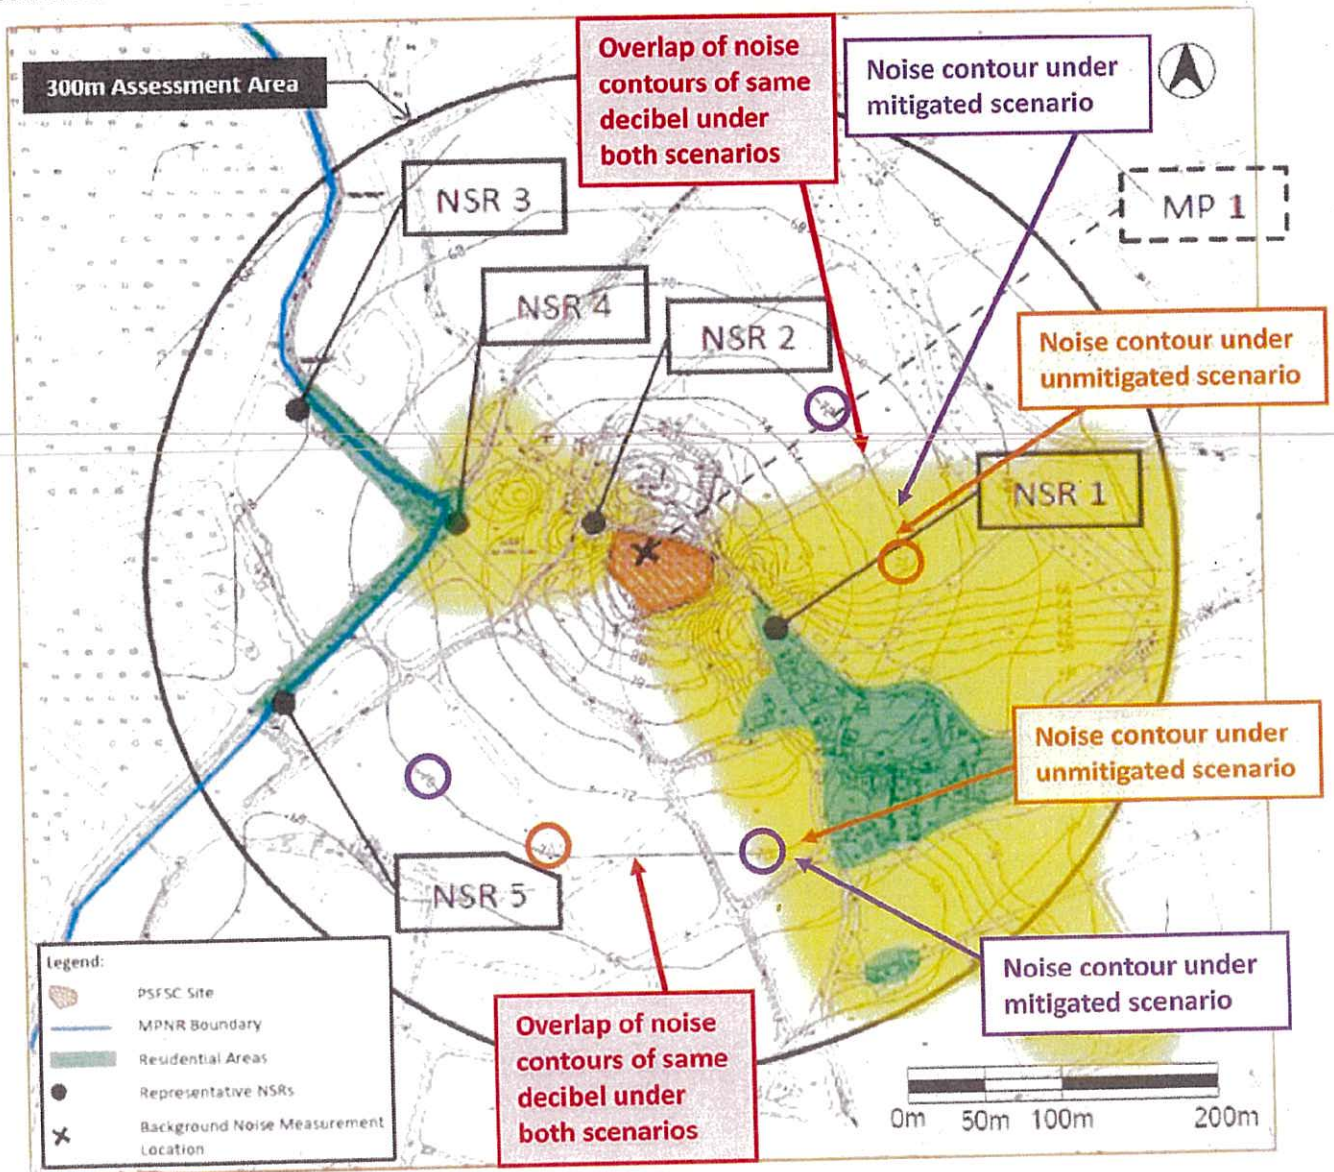 Overlap of noise
contours of same
decibel under
both scenarios
Noise contour under
mitigated scenario
300m Assessment Area
NSR 3
MP 1
NSR 4
NSR 2
Noise contour under
unmitigated scenario
NSR 1
Noise contour under
unmitigated scenario
NSR 5
Noise contour under
mitigated scenario
Overlap of noise
contours of same
decibel under
both scenarios
Legend:
PSFSC Site
MPNR Boundary
Residential Areas
Representative NSRs
Background Noise Measurement
Location
0m 50m 100m 200m